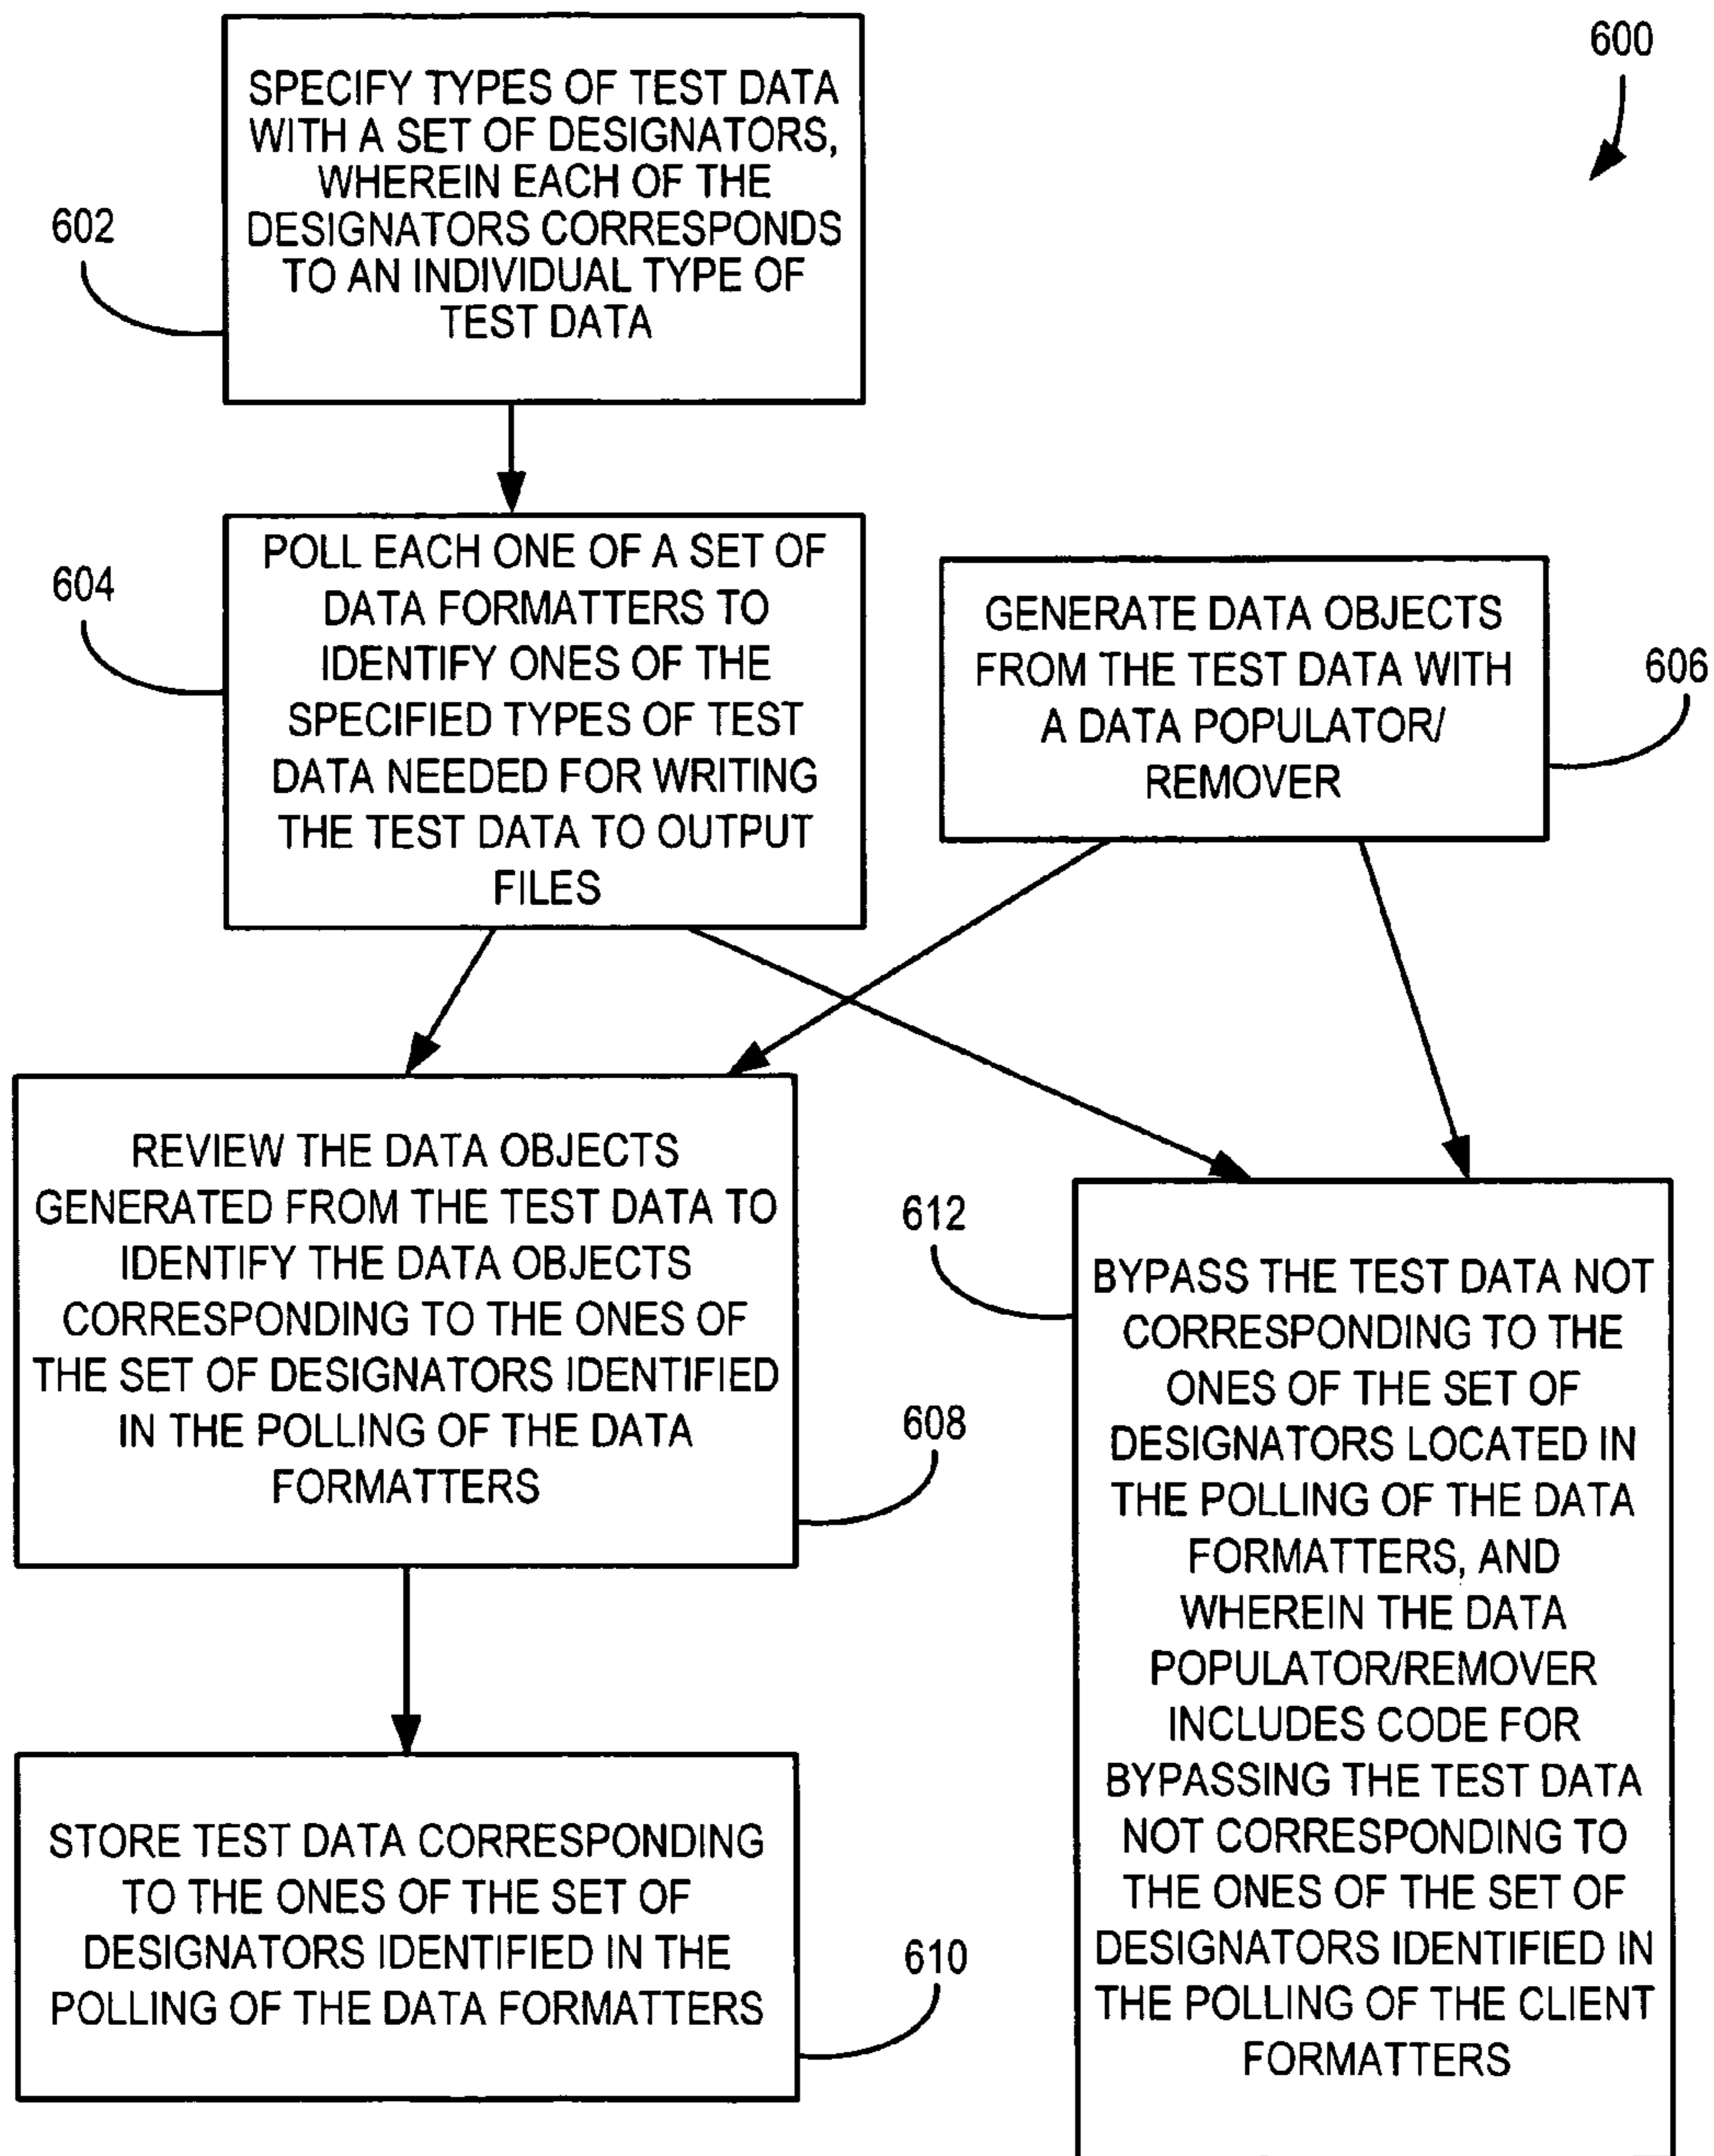 600
SPECIFY TYPES OF TEST DATA
WITH A SET OF DESIGNATORS,
WHEREIN EACH OF THE
DESIGNATORS CORRESPONDS
TO AN INDIVIDUAL TYPE OF
TEST DATA
602
POLL EACH ONE OF A SET OF
DATA FORMATTERS TO
IDENTIFY ONES OF THE
SPECIFIED TYPES OF TEST
DATA NEEDED FOR WRITING
THE TEST DATA TO OUTPUT
FILES
604
GENERATE DATA OBJECTS
FROM THE TEST DATA WITH
A DATA POPULATOR/
REMOVER
606
REVIEW THE DATA OBJECTS
GENERATED FROM THE TEST DATA TO
IDENTIFY THE DATA OBJECTS
CORRESPONDING TO THE ONES OF
THE SET OF DESIGNATORS IDENTIFIED
IN THE POLLING OF THE DATA
FORMATTERS
608
612
BYPASS THE TEST DATA NOT
CORRESPONDING TO THE
ONES OF THE SET OF
DESIGNATORS LOCATED IN
THE POLLING OF THE DATA
FORMATTERS, AND
WHEREIN THE DATA
POPULATOR/REMOVER
INCLUDES CODE FOR
BYPASSING THE TEST DATA
NOT CORRESPONDING TO
THE ONES OF THE SET OF
DESIGNATORS IDENTIFIED IN
THE POLLING OF THE CLIENT
FORMATTERS
STORE TEST DATA CORRESPONDING
TO THE ONES OF THE SET OF
DESIGNATORS IDENTIFIED IN THE
POLLING OF THE DATA FORMATTERS
610